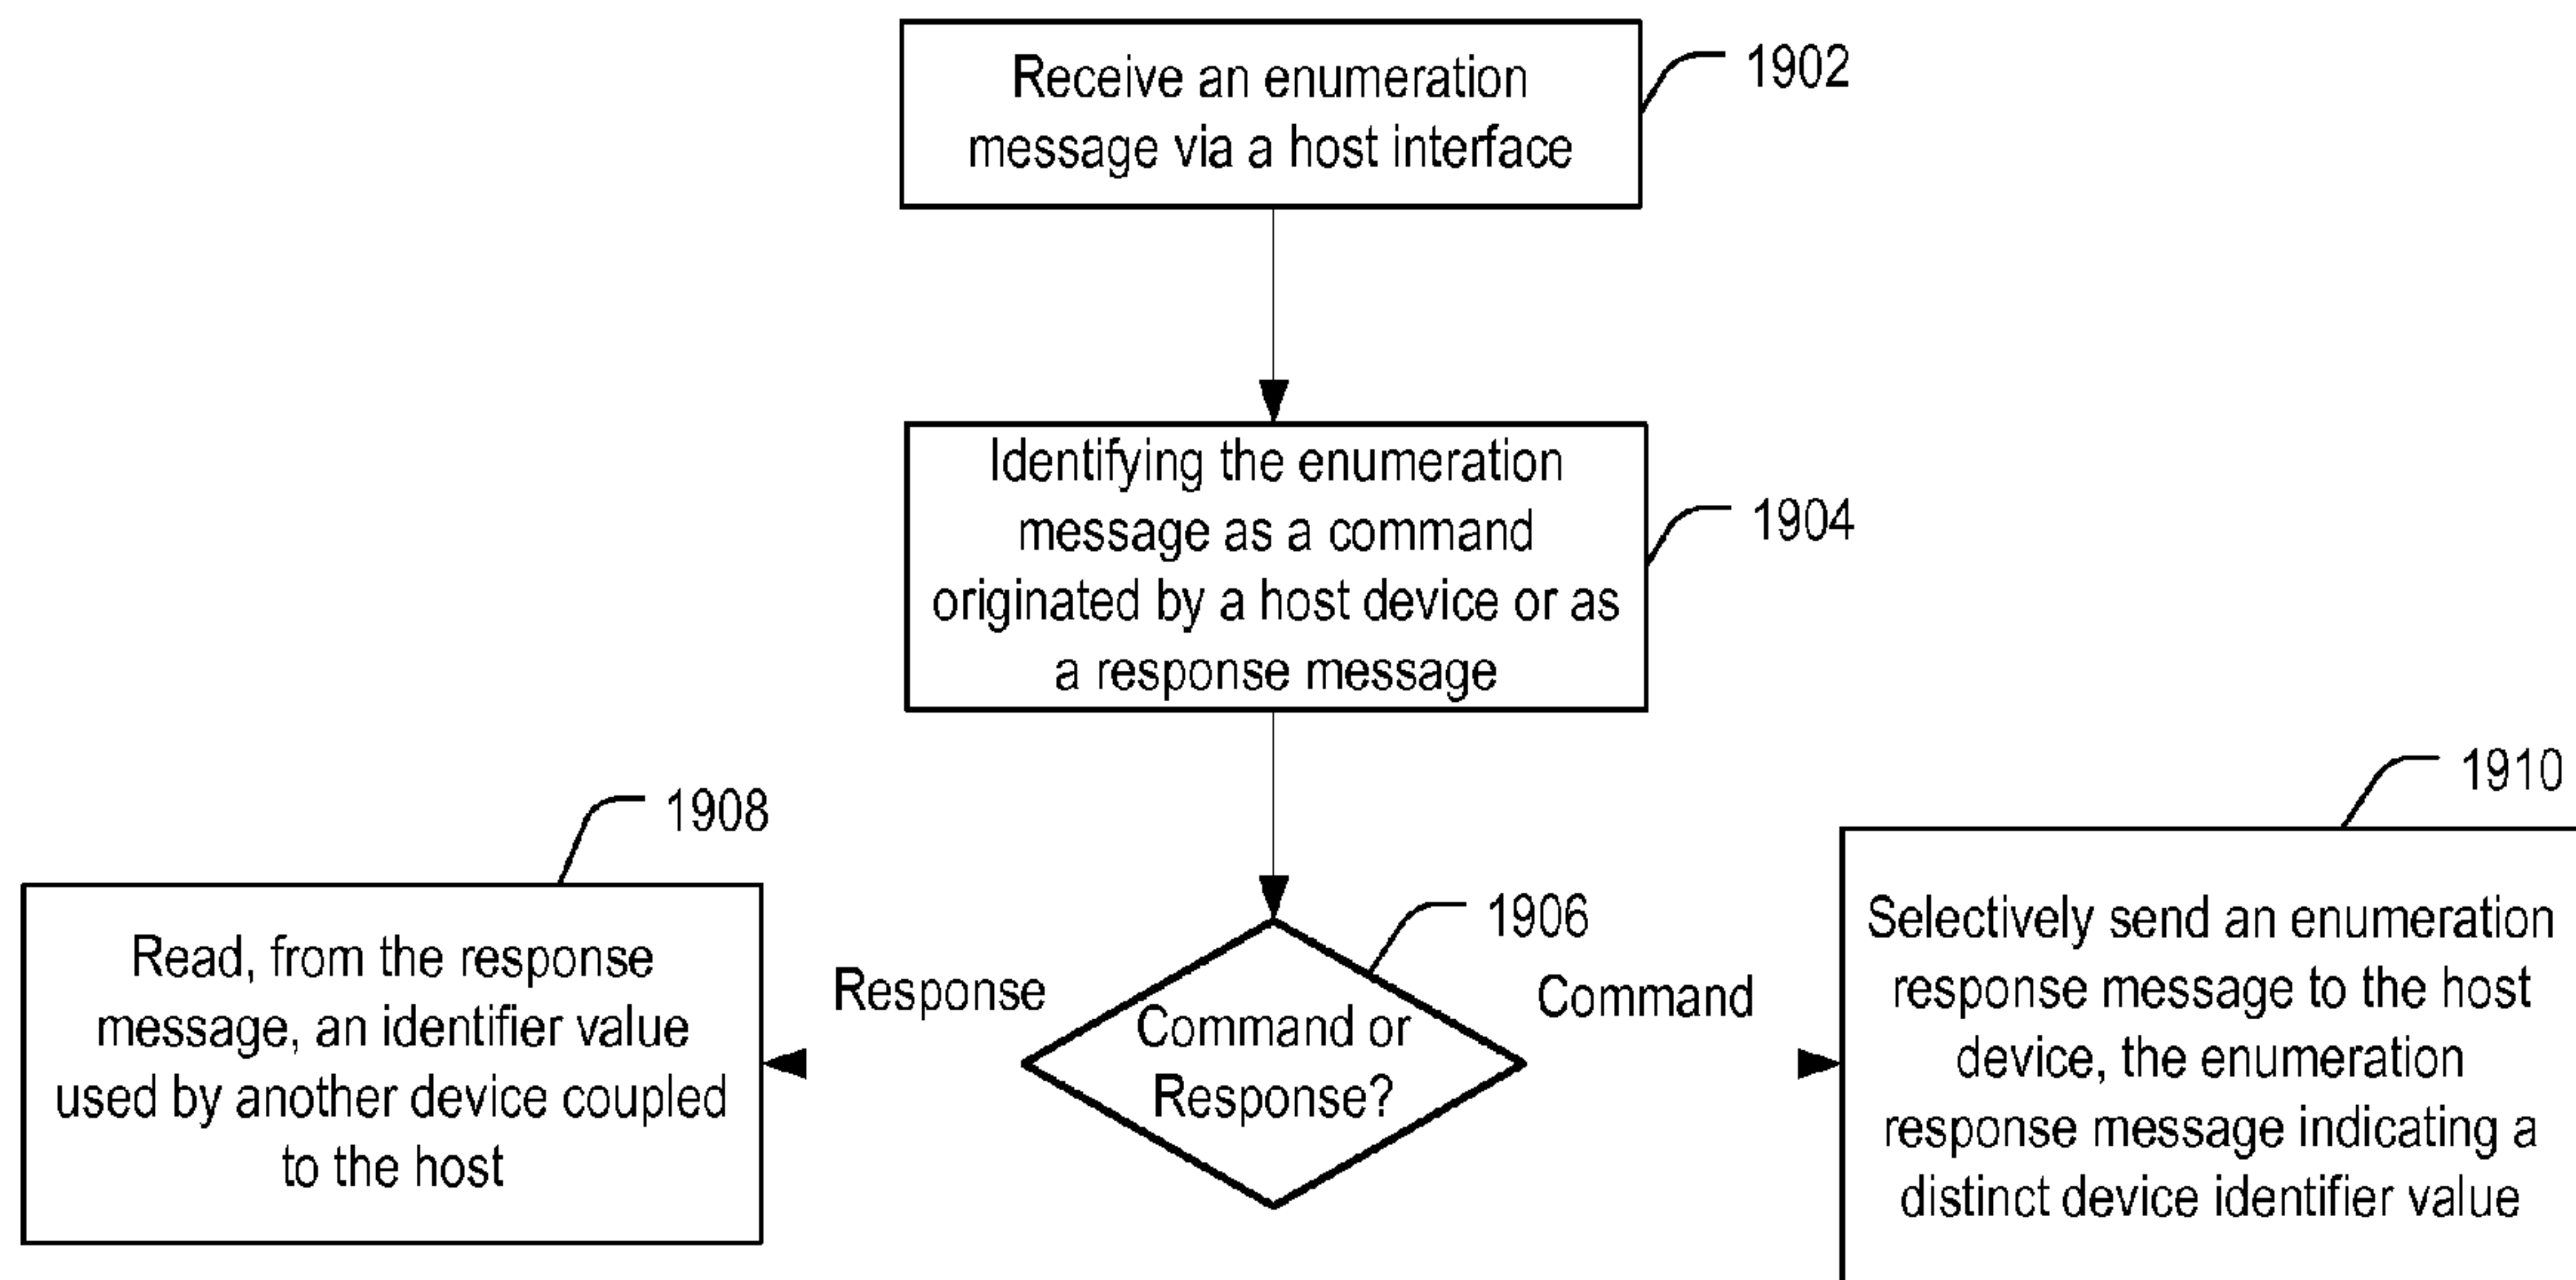 Receive an enumeration
message via a host interface
1902
Identifying the enumeration
message as a command
originated by a host device or as
a response message
1904
Command or
Response?
1906
Response
Command
Read, from the response
message, an identifier value
used by another device coupled
to the host
1908
Selectively send an enumeration
response message to the host
device, the enumeration
response message indicating a
distinct device identifier value
1910